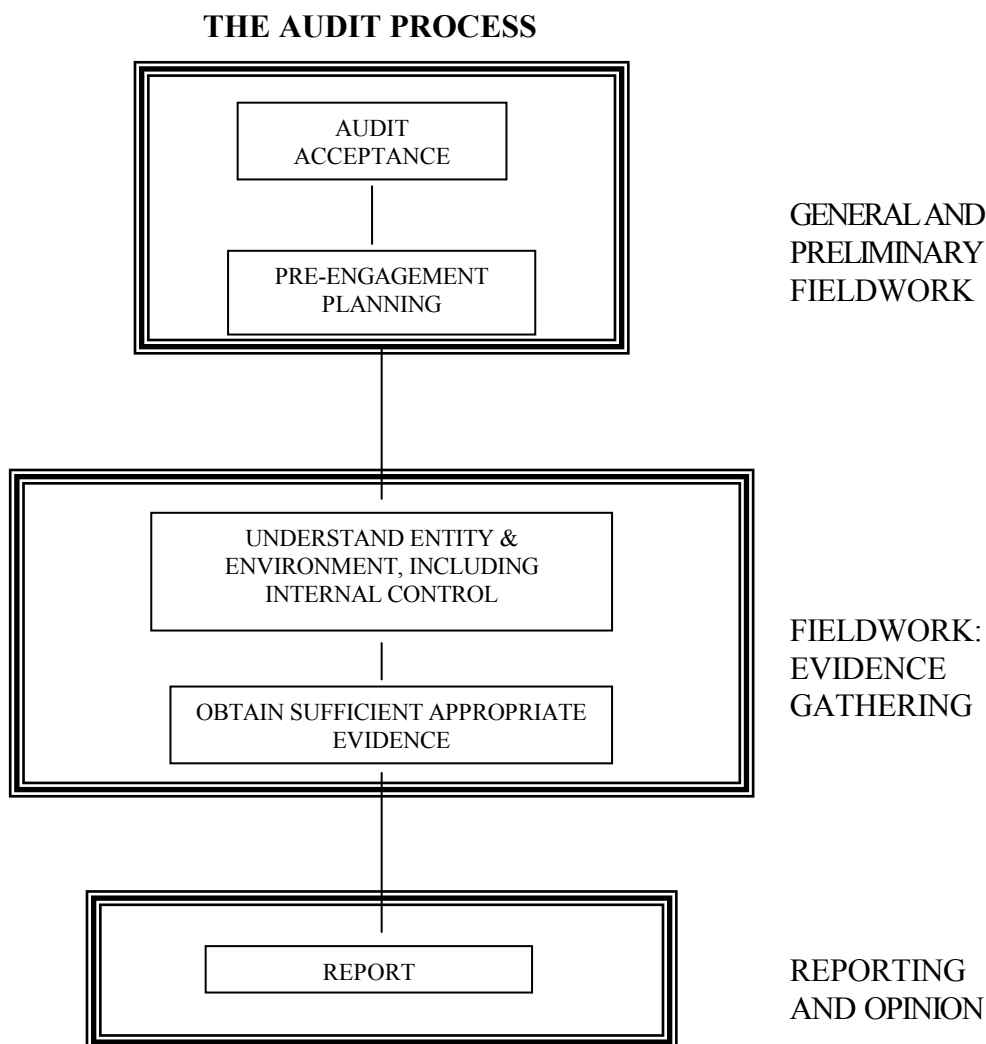 THE AUDIT PROCESS
AUDIT
ACCEPTANCE
PRE-ENGAGEMENT
PLANNING
GENERAL AND
PRELIMINARY
FIELDWORK
UNDERSTAND ENTITY &
ENVIRONMENT, INCLUDING
INTERNAL CONTROL
OBTAIN SUFFICIENT APPROPRIATE
EVIDENCE
FIELDWORK:
EVIDENCE
GATHERING
REPORT
REPORTING
AND OPINION